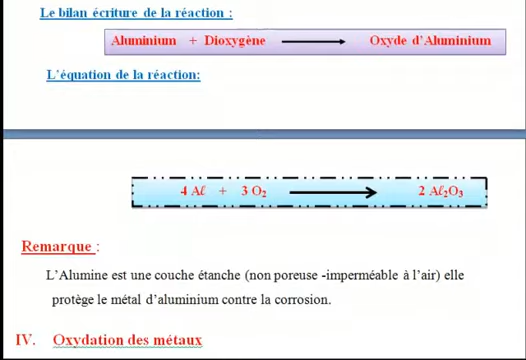 Le bilan écriture de la réaction :
Aluminium + Dioxygène ⟶ Oxyde d'Aluminium
L'équation de la réaction:
4 Aℓ + 3 O₂ ⟶ 2 Aℓ₂O₃
Remarque :
L'Alumine est une couche étanche (non poreuse -imperméable à l'air) elle
protège le métal d'aluminium contre la corrosion.
IV. Oxydation des métaux